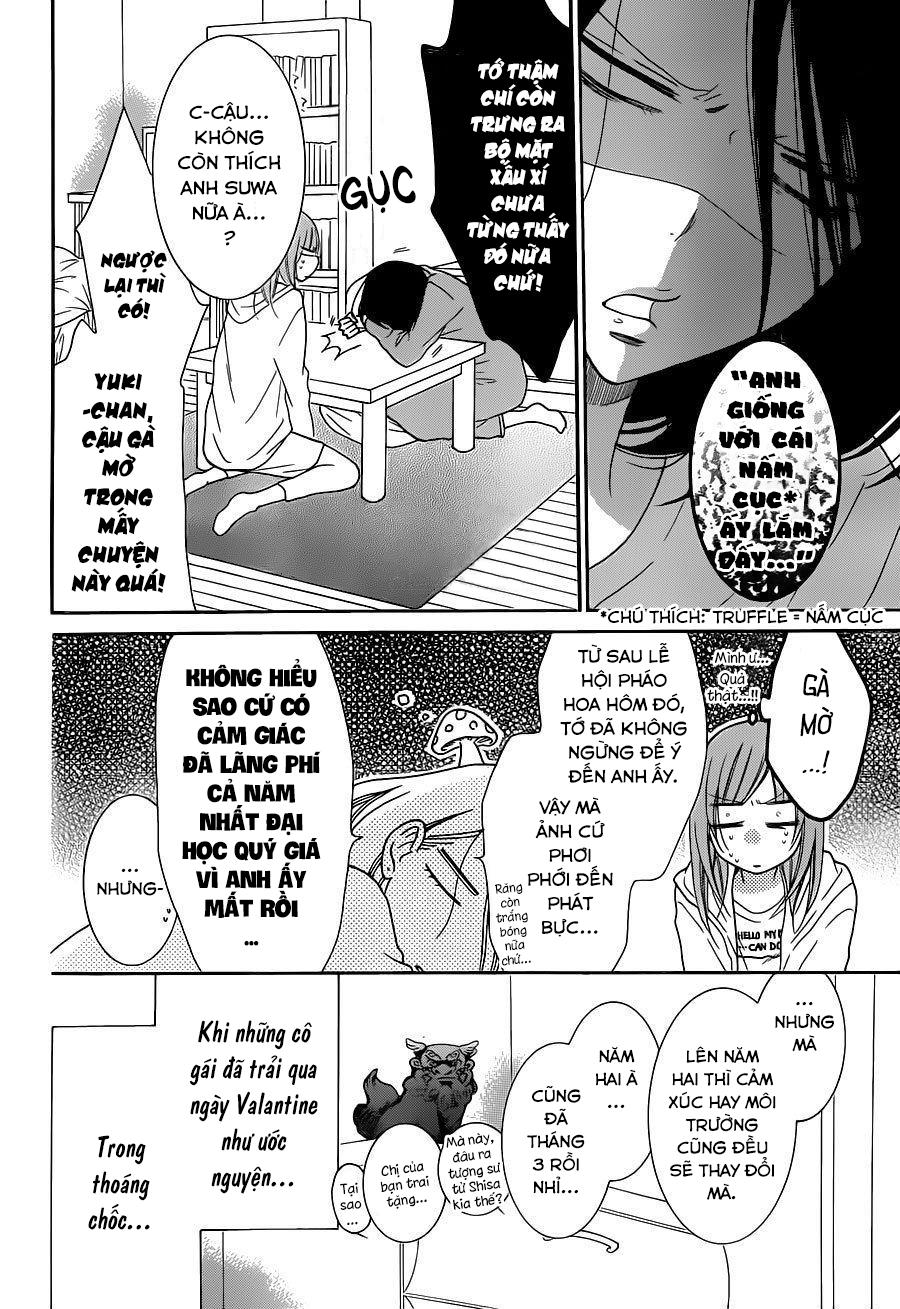 TỚ THẬM
CHÍ CÒN
TRƯNG RA
BỘ MẶT
XẤU XÍ
CHƯA
TỪNG THẤY
ĐÓ NỮA
CHỨ!
"ANH
GIỐNG
VỚI CÁI
NẤM
CỤC*
ẤY LẮM
ĐẤY..."
*CHÚ THÍCH: TRUFFLE = NẤM CỤC
C-CẬU...
KHÔNG
CÒN THÍCH
ANH SUWA
NỮA À...
?
GỤC
NGƯỢC
LẠI THÌ
CÓ!
YUKI
-CHAN,
CẬU GÀ
MỜ
TRONG
MẤY
CHUYỆN
NÀY QUÁ!
GÀ
MỜ
...!
Mình ư...
Quả
thật...!!
HELLO MY
CAN DO
TỪ SAU LỄ
HỘI PHÁO
HOA HÔM ĐÓ,
TỚ ĐÃ KHÔNG
NGỪNG ĐỂ Ý
ĐẾN ANH ẤY.
VẬY MÀ
ẢNH CỨ
PHƠI
PHỚI ĐẾN
PHÁT
BỰC...
Răng còn
trắng
bóng
nữa
chứ...
KHÔNG HIỂU
SAO CỨ CÓ
CẢM GIÁC
ĐÃ LÃNG PHÍ
CẢ NĂM
NHẤT ĐẠI
HỌC QUÝ GIÁ
VÌ ANH ẤY
MẤT RỒI
...
...
NHƯNG-
...
NHƯNG
MÀ
LÊN NĂM
HAI THÌ CẢM
XÚC HAY MÔI
TRƯỜNG
CŨNG ĐỀU
SẼ THAY ĐỔI
MÀ.
NĂM
HAI À
...
CŨNG
ĐÃ
THÁNG
3 RỒI
NHỈ...
Mà này,
đâu ra
tượng sư
tử Shisa
kia thế?
Chị của
bạn trai
tặng...
Tại
sao
...
Khi những cô
gái đã trải qua
ngày Valantine
như ước
nguyện...
Trong
thoáng
chốc...